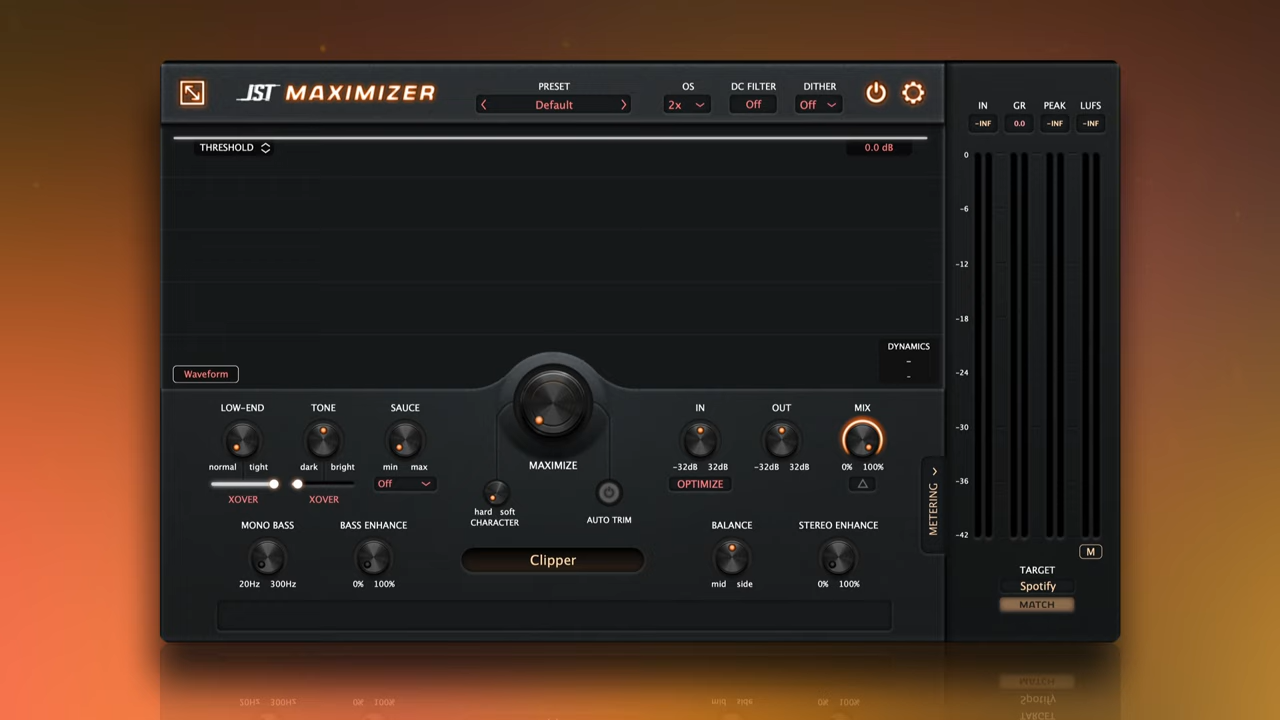 JST MAXIMIZER
PRESET
Default
OS
2x
DC FILTER
Off
DITHER
Off
THRESHOLD
0.0 dB
Waveform
DYNAMICS
-
-
LOW-END
normal tight
XOVER
TONE
dark bright
XOVER
SAUCE
min max
Off
MAXIMIZE
hard soft
CHARACTER
AUTO TRIM
IN
-32dB 32dB
OPTIMIZE
OUT
-32dB 32dB
MIX
0% 100%
MONO BASS
20Hz 300Hz
BASS ENHANCE
0% 100%
Clipper
BALANCE
mid side
STEREO ENHANCE
0% 100%
METERING
IN GR PEAK LUFS
-INF 0.0 -INF -INF
0
-6
-12
-18
-24
-30
-36
-42
M
TARGET
Spotify
MATCH